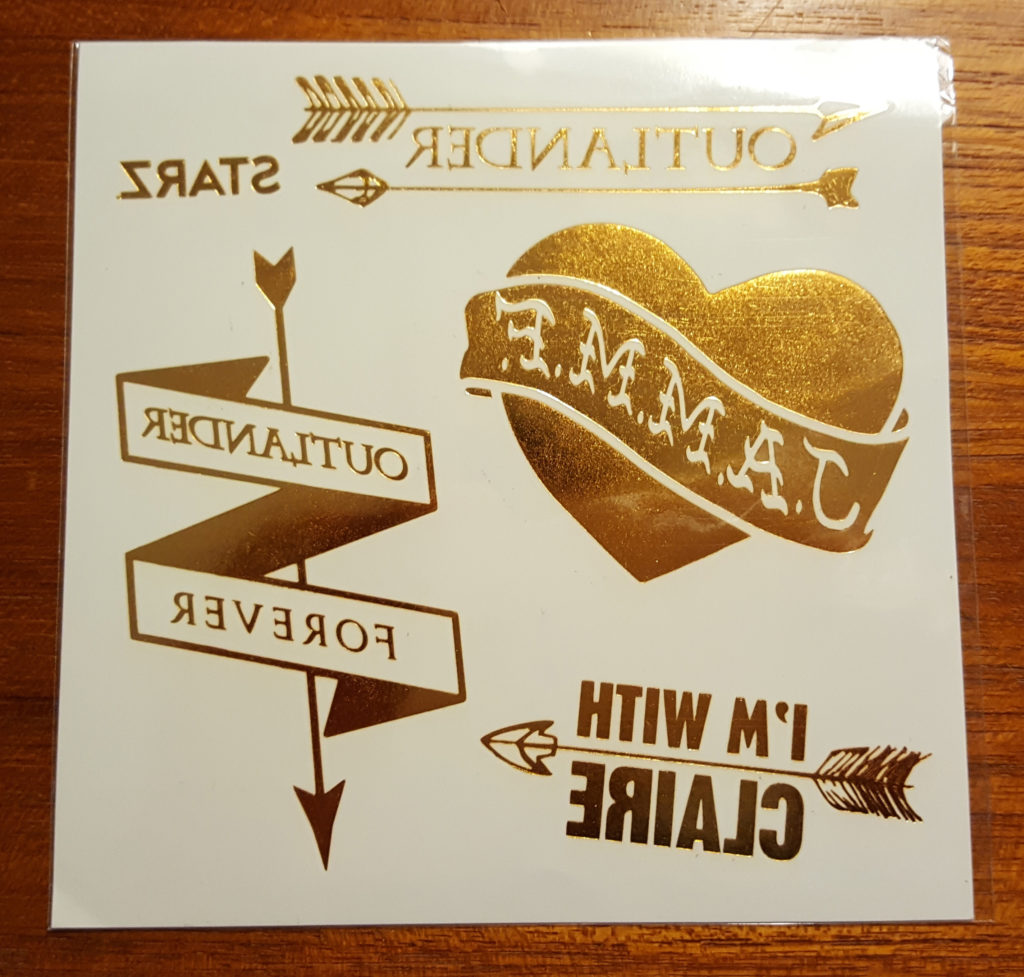 OUTLANDER
STARZ
J.A.M.M.F.
OUTLANDER
FOREVER
I'M WITH
CLAIRE